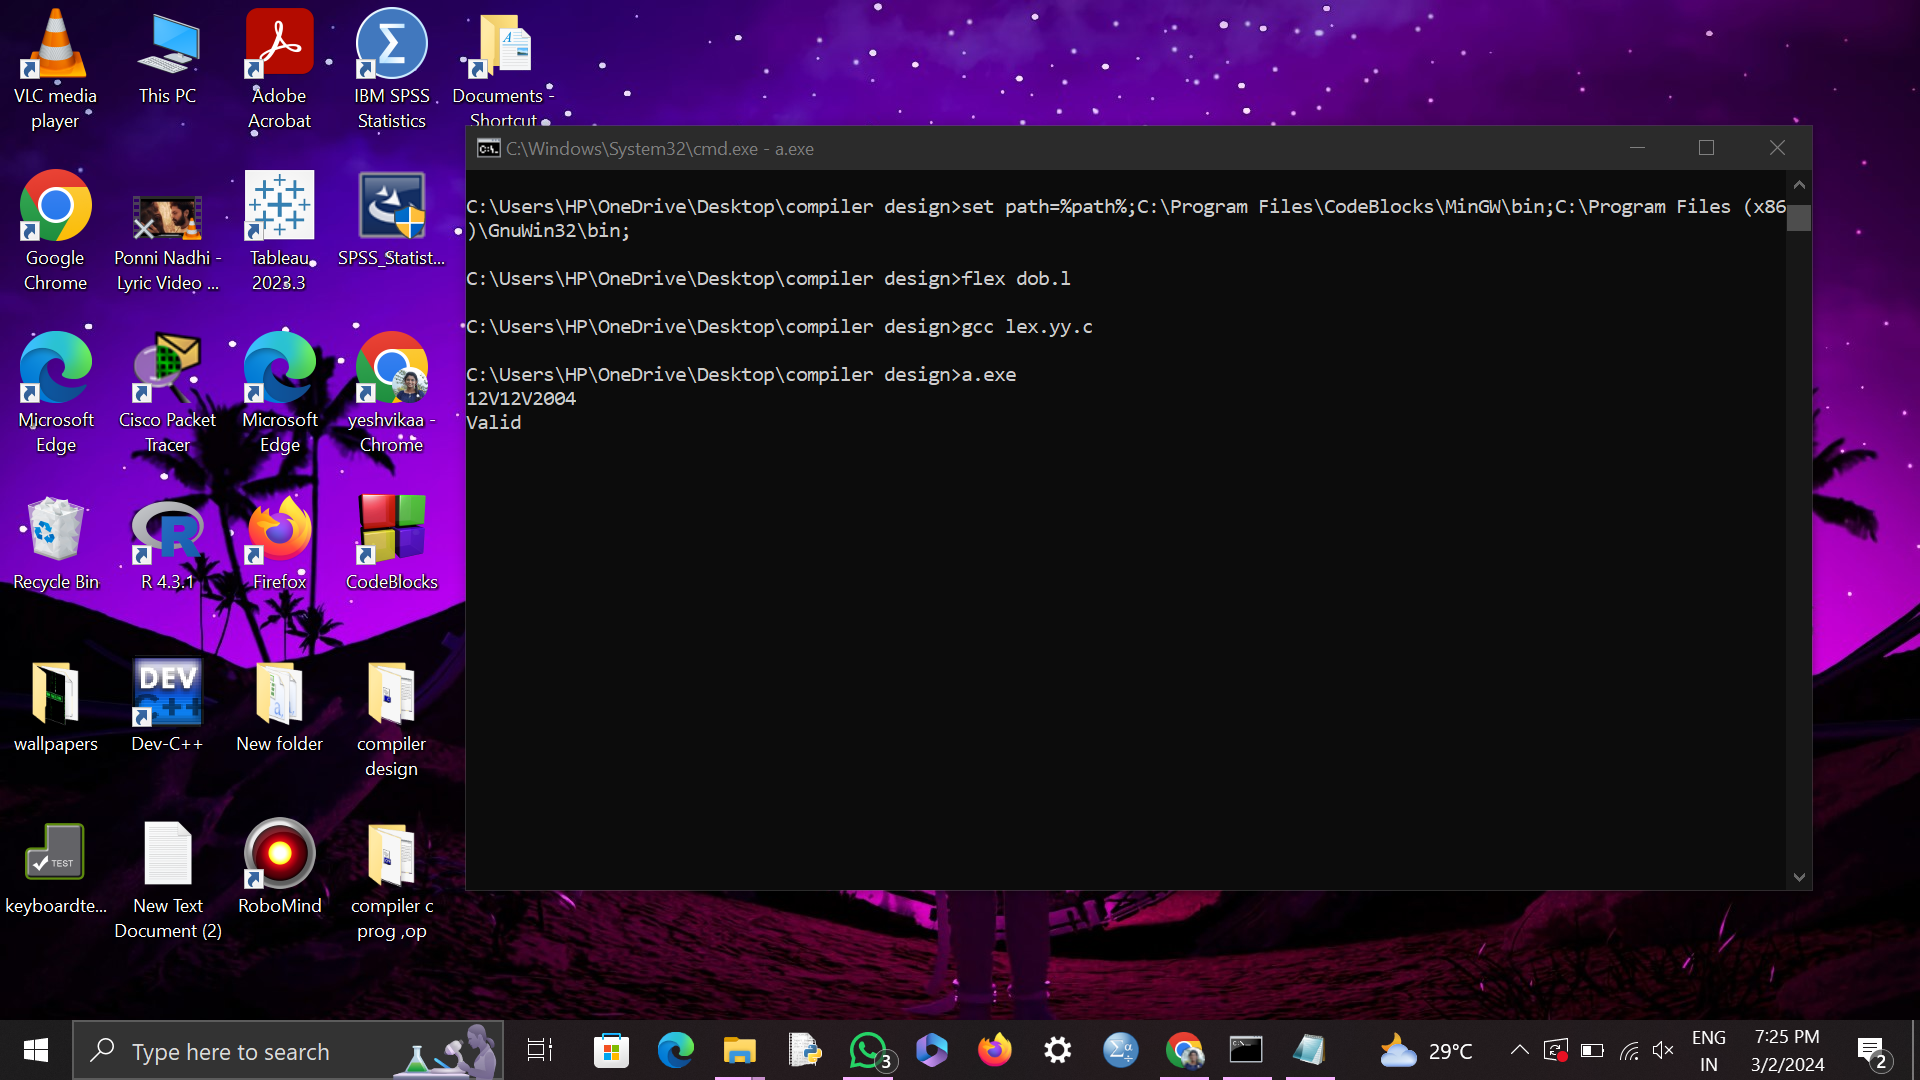 VLC media
player
This PC
Adobe
Acrobat
IBM SPSS
Statistics
Documents -
Shortcut
Google
Chrome
Ponni Nadhi -
Lyric Video ...
Tableau
2023.3
SPSS_Statist...
Microsoft
Edge
Cisco Packet
Tracer
Microsoft
Edge
yeshvikaa -
Chrome
Recycle Bin
R 4.3.1
Firefox
CodeBlocks
wallpapers
DEV
C++
Dev-C++
New folder
compiler
design
TEST
keyboardte...
New Text
Document (2)
RoboMind
compiler c
prog ,op
C:\Windows\System32\cmd.exe - a.exe
C:\Users\HP\OneDrive\Desktop\compiler design>set path=%path%;C:\Program Files\CodeBlocks\MinGW\bin;C:\Program Files (x86
)\GnuWin32\bin;
C:\Users\HP\OneDrive\Desktop\compiler design>flex dob.l
C:\Users\HP\OneDrive\Desktop\compiler design>gcc lex.yy.c
C:\Users\HP\OneDrive\Desktop\compiler design>a.exe
12V12V2004
Valid
Type here to search
3
29°C
ENG
IN
7:25 PM
3/2/2024
2